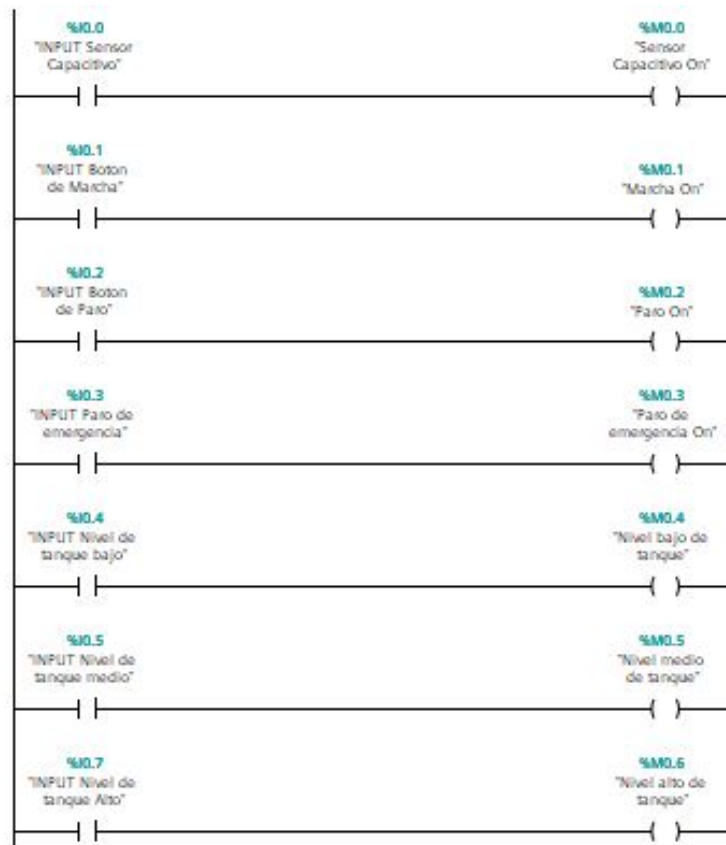 %I0.0
"INPUT Sensor
Capacitivo"
%M0.0
"Sensor
Capacitivo On"
%I0.1
"INPUT Boton
de Marcha"
%M0.1
"Marcha On"
%I0.2
"INPUT Boton
de Paro"
%M0.2
"Paro On"
%I0.3
"INPUT Paro de
emergencia"
%M0.3
"Paro de
emergencia On"
%I0.4
"INPUT Nivel de
tanque bajo"
%M0.4
"Nivel bajo de
tanque"
%I0.5
"INPUT Nivel de
tanque medio"
%M0.5
"Nivel medio
de tanque"
%I0.7
"INPUT Nivel de
tanque Alto"
%M0.6
"Nivel alto de
tanque"